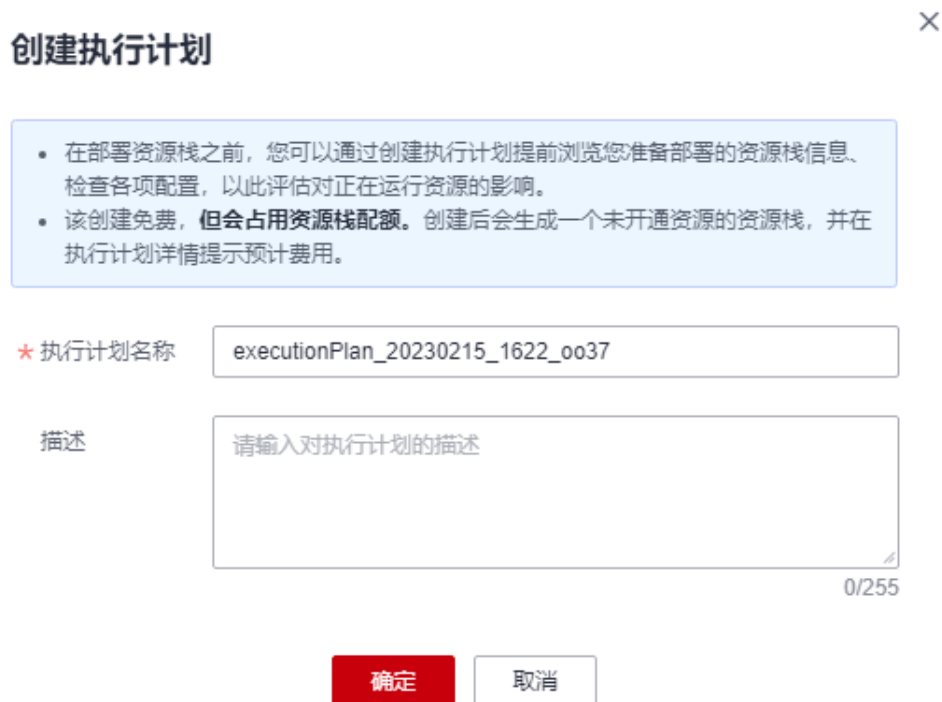 创建执行计划
在部署资源栈之前，您可以通过创建执行计划提前浏览您准备部署的资源栈信息、
检查各项配置，以此评估对正在运行资源的影响。
该创建免费，但会占用资源栈配额。创建后会生成一个未开通资源的资源栈，并在
执行计划详情提示预计费用。
* 执行计划名称 executionPlan_20230215_1622_oo37
描述 请输入对执行计划的描述
0/255
确定 取消